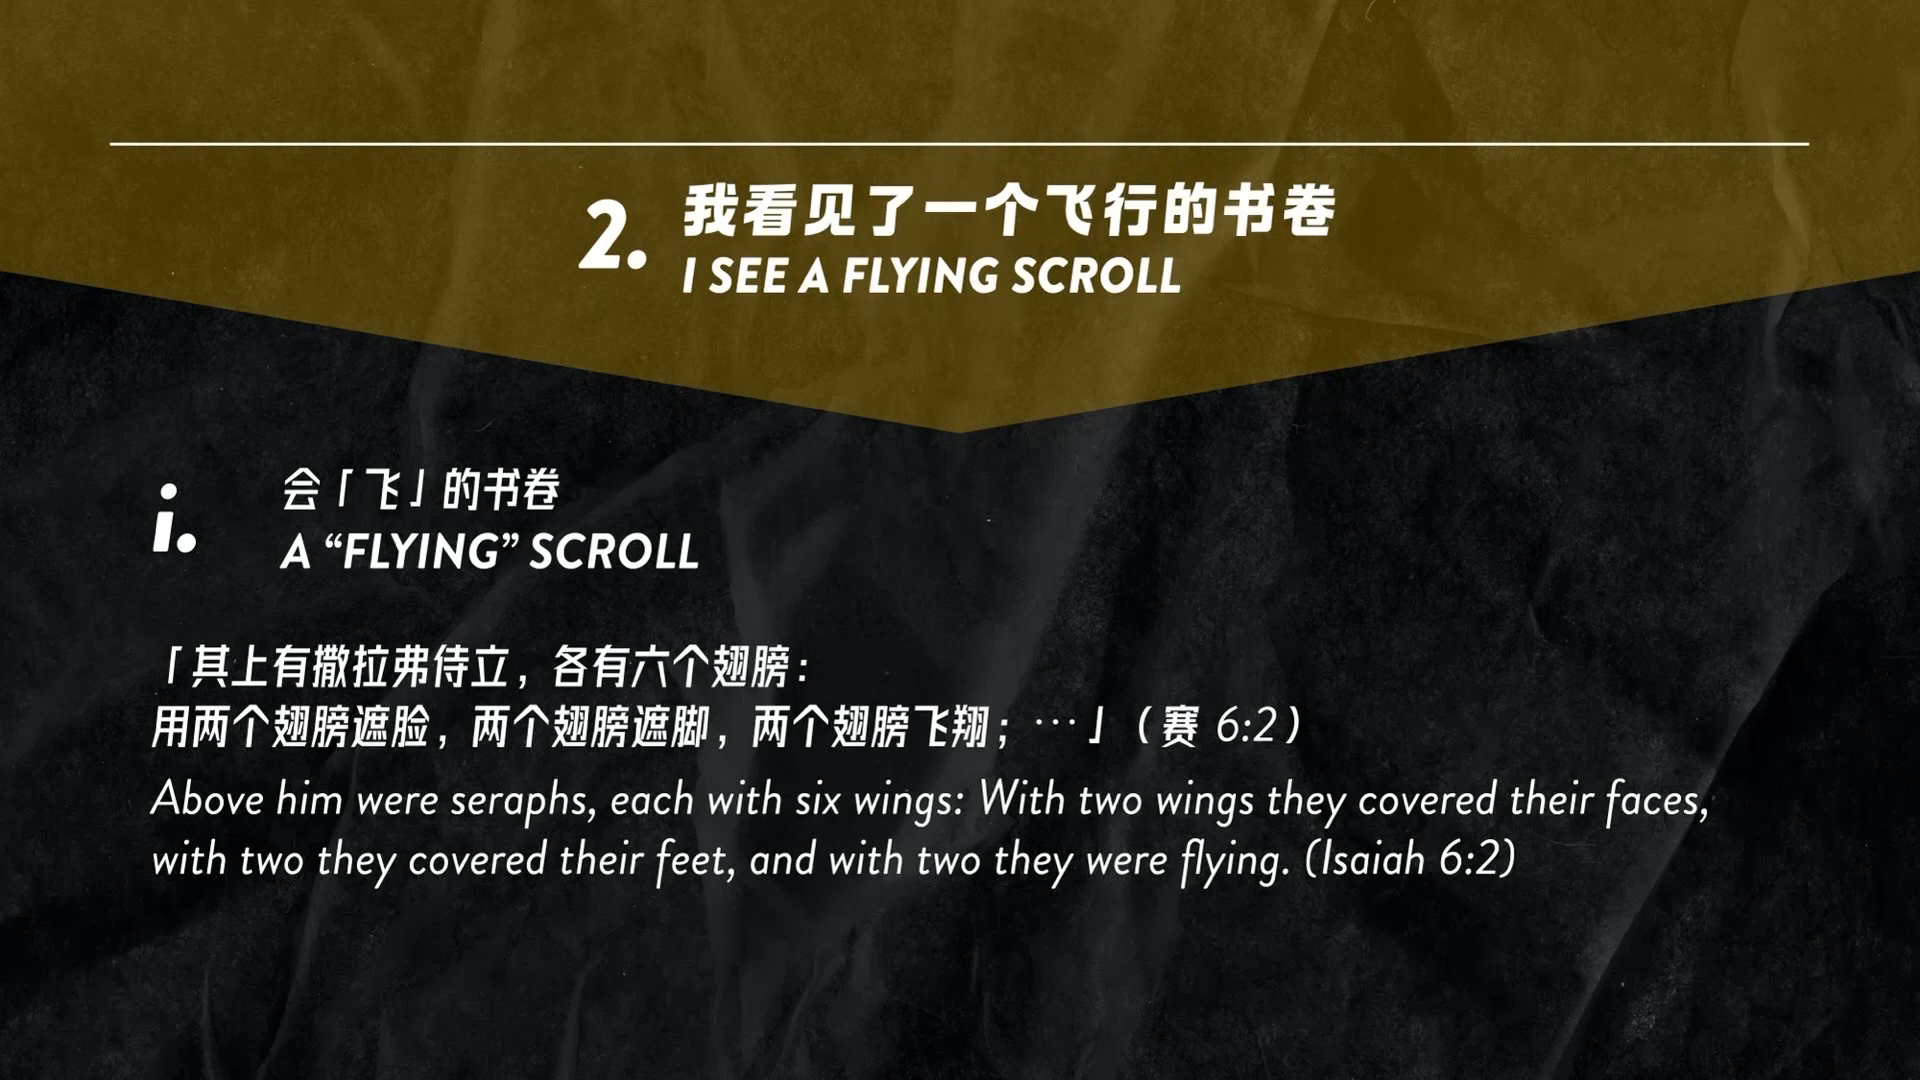 2. 我看见了一个飞行的书卷
I SEE A FLYING SCROLL
i. 会「飞」的书卷
A “FLYING” SCROLL
「其上有撒拉弗侍立，各有六个翅膀：
用两个翅膀遮脸，两个翅膀遮脚，两个翅膀飞翔；…」（赛 6:2）
Above him were seraphs, each with six wings: With two wings they covered their faces,
with two they covered their feet, and with two they were flying. (Isaiah 6:2)